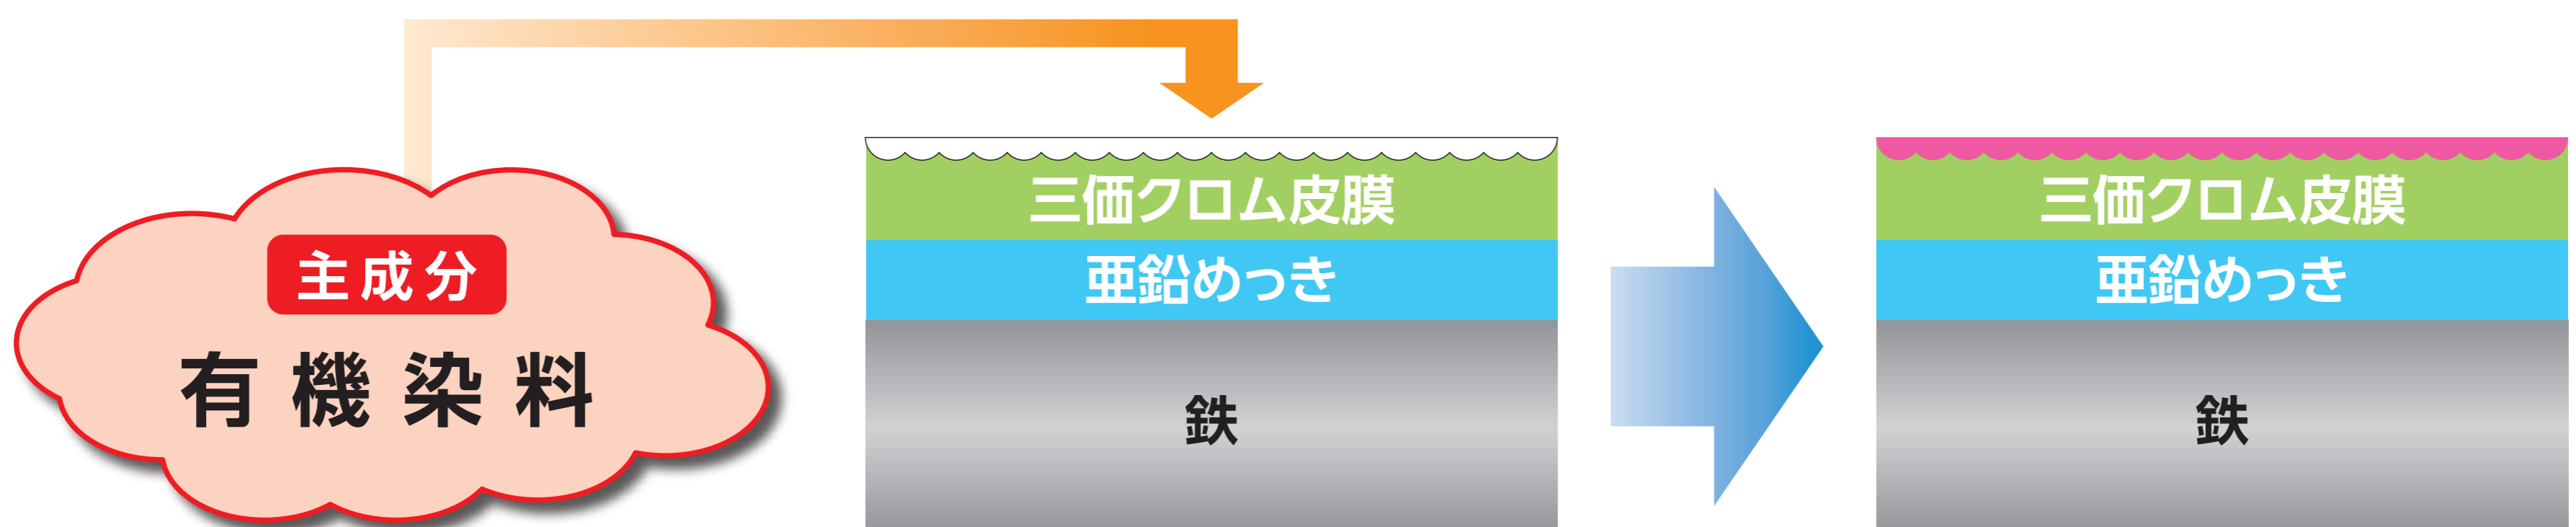 主成分
有機染料
三価クロム皮膜
亜鉛めっき
鉄
三価クロム皮膜
亜鉛めっき
鉄